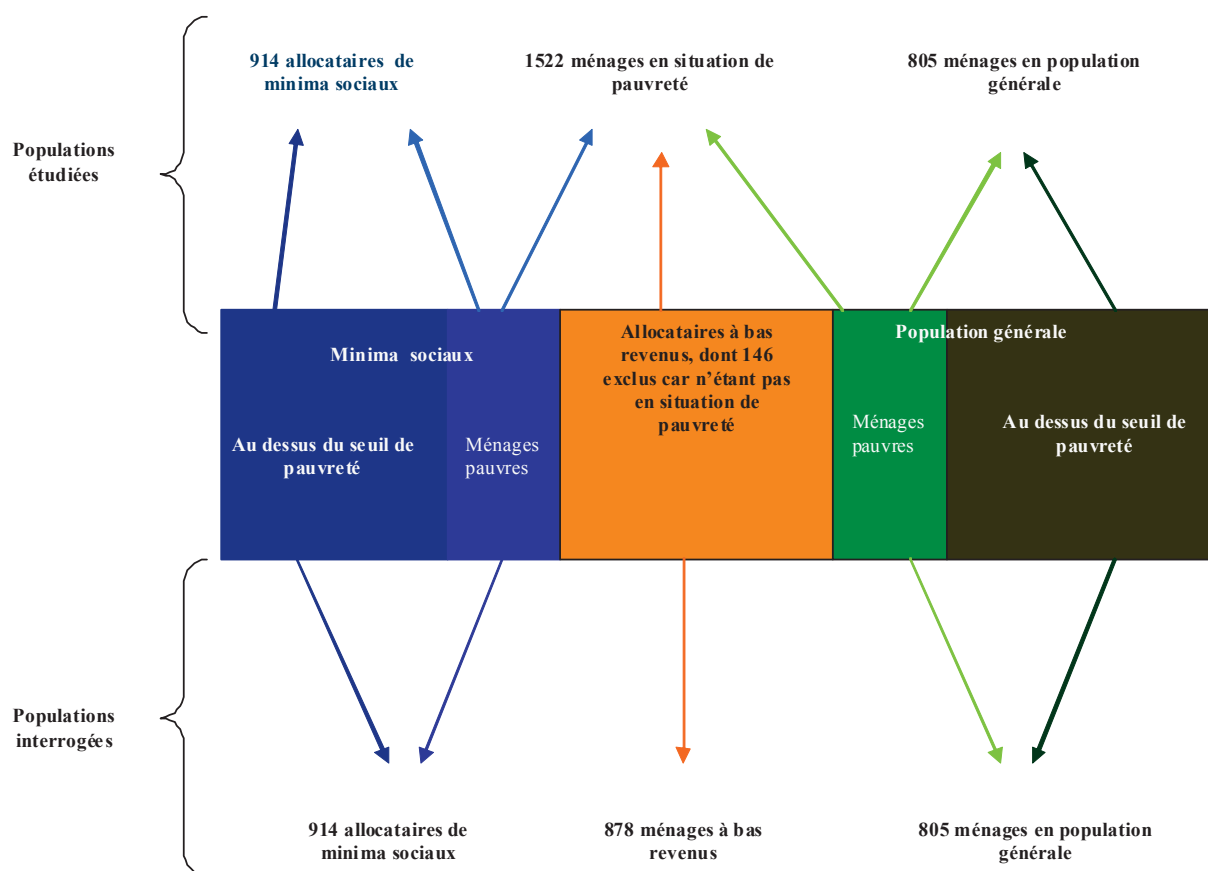 914 allocataires de
minima sociaux
1522 ménages en situation de
pauvreté
805 ménages en population
générale
Populations
étudiées
Minima sociaux
Au dessus du seuil de
pauvreté
Ménages
pauvres
Allocataires à bas
revenus, dont 146
exclus car n'étant pas
en situation de
pauvreté
Population générale
Ménages
pauvres
Au dessus du seuil de
pauvreté
Populations
interrogées
914 allocataires de
minima sociaux
878 ménages à bas
revenus
805 ménages en population
générale